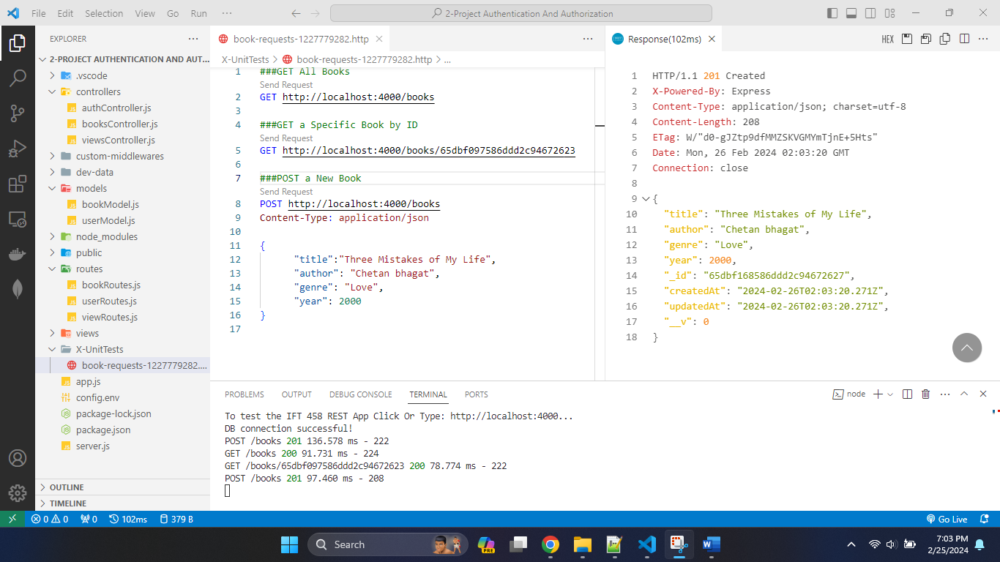 File Edit Selection View Go Run ··· 2-Project Authentication And Authorization
EXPLORER ···
2-PROJECT AUTHENTICATION AND AUT...
.vscode
controllers
authController.js
booksController.js
viewsController.js
custom-middlewares
dev-data
models
bookModel.js
userModel.js
node_modules
public
routes
bookRoutes.js
userRoutes.js
viewRoutes.js
views
X-UnitTests
book-requests-1227779282....
app.js
config.env
package-lock.json
package.json
server.js
OUTLINE
TIMELINE
book-requests-1227779282.http
X-UnitTests > book-requests-1227779282.http > ...
1 ###GET All Books
Send Request
2 GET http://localhost:4000/books
3
4 ###GET a Specific Book by ID
Send Request
5 GET http://localhost:4000/books/65dbf097586ddd2c94672623
6
7 ###POST a New Book
Send Request
8 POST http://localhost:4000/books
9 Content-Type: application/json
10
11 {
12 "title":"Three Mistakes of My Life",
13 "author": "Chetan bhagat",
14 "genre": "Love",
15 "year": 2000
16 }
17
Response(102ms) HEX
1 HTTP/1.1 201 Created
2 X-Powered-By: Express
3 Content-Type: application/json; charset=utf-8
4 Content-Length: 208
5 ETag: W/"d0-gJZtp9dfMMZSKVGMYmTjnE+5Hts"
6 Date: Mon, 26 Feb 2024 02:03:20 GMT
7 Connection: close
8
9 {
10 "title": "Three Mistakes of My Life",
11 "author": "Chetan bhagat",
12 "genre": "Love",
13 "year": 2000,
14 "_id": "65dbf168586ddd2c94672627",
15 "createdAt": "2024-02-26T02:03:20.271Z",
16 "updatedAt": "2024-02-26T02:03:20.271Z",
17 "__v": 0
18 }
PROBLEMS OUTPUT DEBUG CONSOLE TERMINAL PORTS node
To test the IFT 458 REST App Click Or Type: http://localhost:4000...
DB connection successful!
POST /books 201 136.578 ms - 222
GET /books 200 91.731 ms - 224
GET /books/65dbf097586ddd2c94672623 200 78.774 ms - 222
POST /books 201 97.460 ms - 208
0 0 0 102ms 379 B Go Live
Search PRE 7:03 PM
2/25/2024